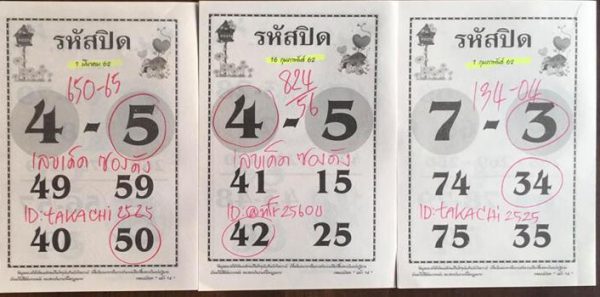 รหัสปิด
1 มีนาคม 62
650-65
4 - 5
เลขเด็ด ซองดัง
49 59
ID:tAKACHi 2525
40 50
รหัสปิด
16 กุมภาพันธ์ 62
824
56
4 - 5
เลขเด็ด ซองดัง
41 15
42 25
รหัสปิด
1 กุมภาพันธ์ 62
134-04
7 - 3
74 34
ID:tAKACHi 2525
75 35